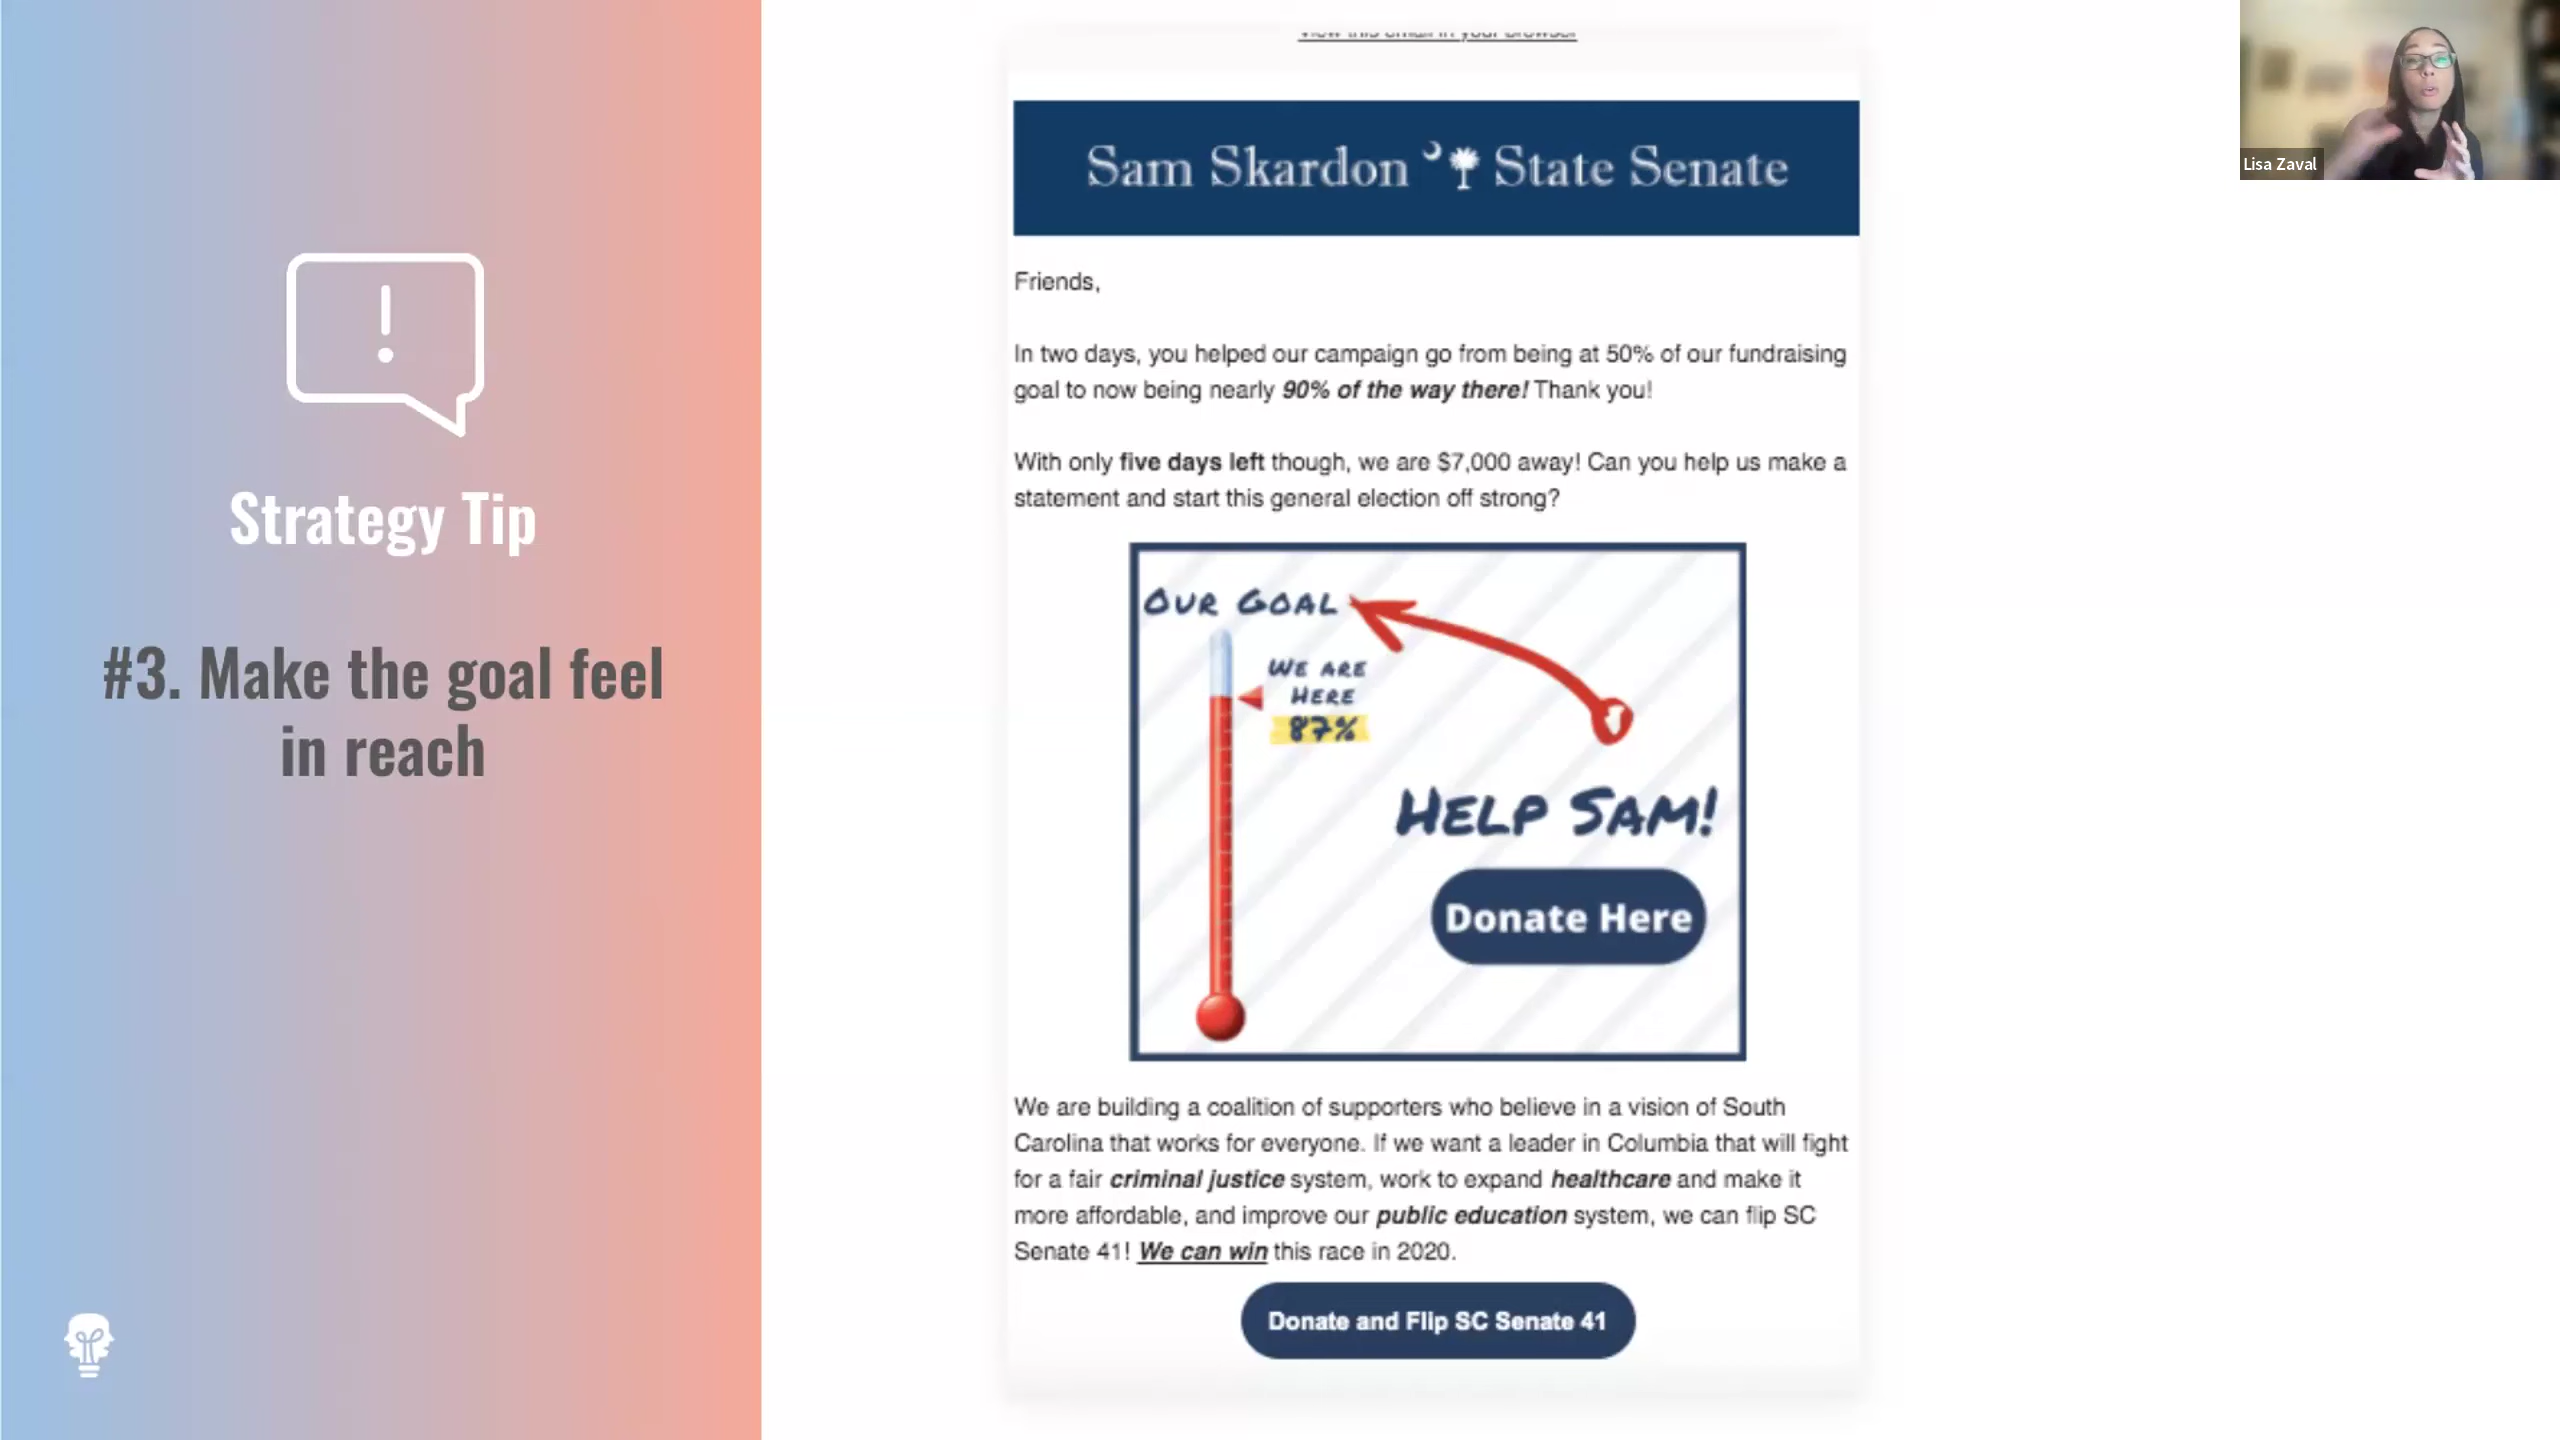 Strategy Tip
#3. Make the goal feel
in reach
View this email in your browser
Sam Skardon State Senate
Friends,
In two days, you helped our campaign go from being at 50% of our fundraising
goal to now being nearly 90% of the way there! Thank you!
With only five days left though, we are $7,000 away! Can you help us make a
statement and start this general election off strong?
OUR GOAL
WE ARE
HERE
87%
HELP SAM!
Donate Here
We are building a coalition of supporters who believe in a vision of South
Carolina that works for everyone. If we want a leader in Columbia that will fight
for a fair criminal justice system, work to expand healthcare and make it
more affordable, and improve our public education system, we can flip SC
Senate 41! We can win this race in 2020.
Donate and Flip SC Senate 41
Lisa Zaval